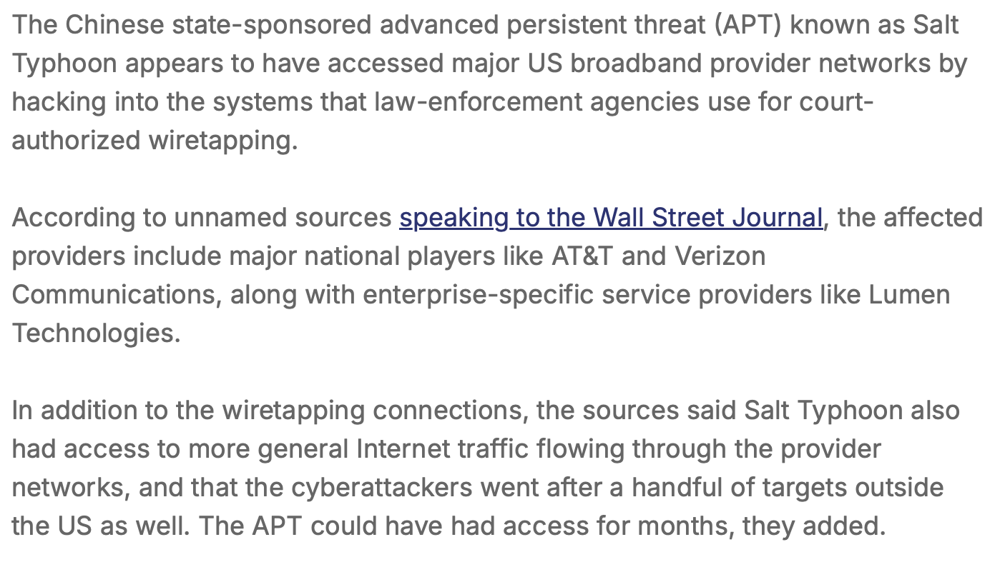 The Chinese state-sponsored advanced persistent threat (APT) known as Salt
Typhoon appears to have accessed major US broadband provider networks by
hacking into the systems that law-enforcement agencies use for court-
authorized wiretapping.
According to unnamed sources speaking to the Wall Street Journal, the affected
providers include major national players like AT&T and Verizon
Communications, along with enterprise-specific service providers like Lumen
Technologies.
In addition to the wiretapping connections, the sources said Salt Typhoon also
had access to more general Internet traffic flowing through the provider
networks, and that the cyberattackers went after a handful of targets outside
the US as well. The APT could have had access for months, they added.